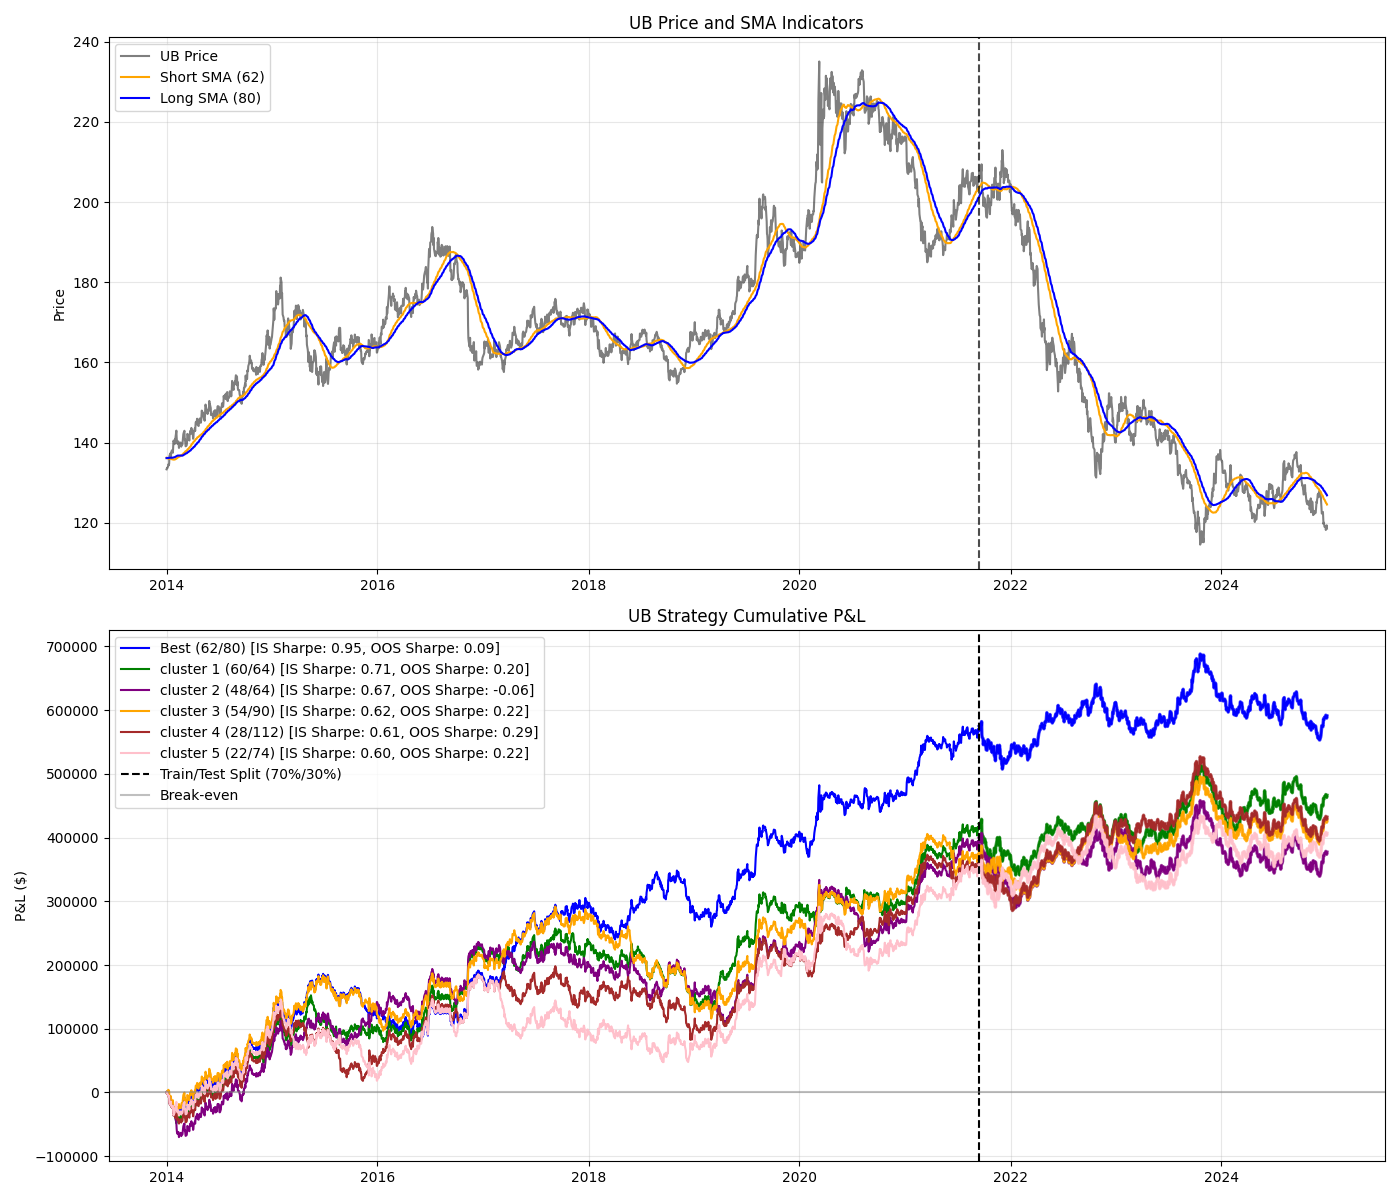 UB Price and SMA Indicators
UB Price
Short SMA (62)
Long SMA (80)
Price
240
220
200
180
160
140
120
2014
2016
2018
2020
2022
2024
UB Strategy Cumulative P&L
Best (62/80) [IS Sharpe: 0.95, OOS Sharpe: 0.09]
cluster 1 (60/64) [IS Sharpe: 0.71, OOS Sharpe: 0.20]
cluster 2 (48/64) [IS Sharpe: 0.67, OOS Sharpe: -0.06]
cluster 3 (54/90) [IS Sharpe: 0.62, OOS Sharpe: 0.22]
cluster 4 (28/112) [IS Sharpe: 0.61, OOS Sharpe: 0.29]
cluster 5 (22/74) [IS Sharpe: 0.60, OOS Sharpe: 0.22]
Train/Test Split (70%/30%)
Break-even
P&L ($)
700000
600000
500000
400000
300000
200000
100000
0
−100000
2014
2016
2018
2020
2022
2024